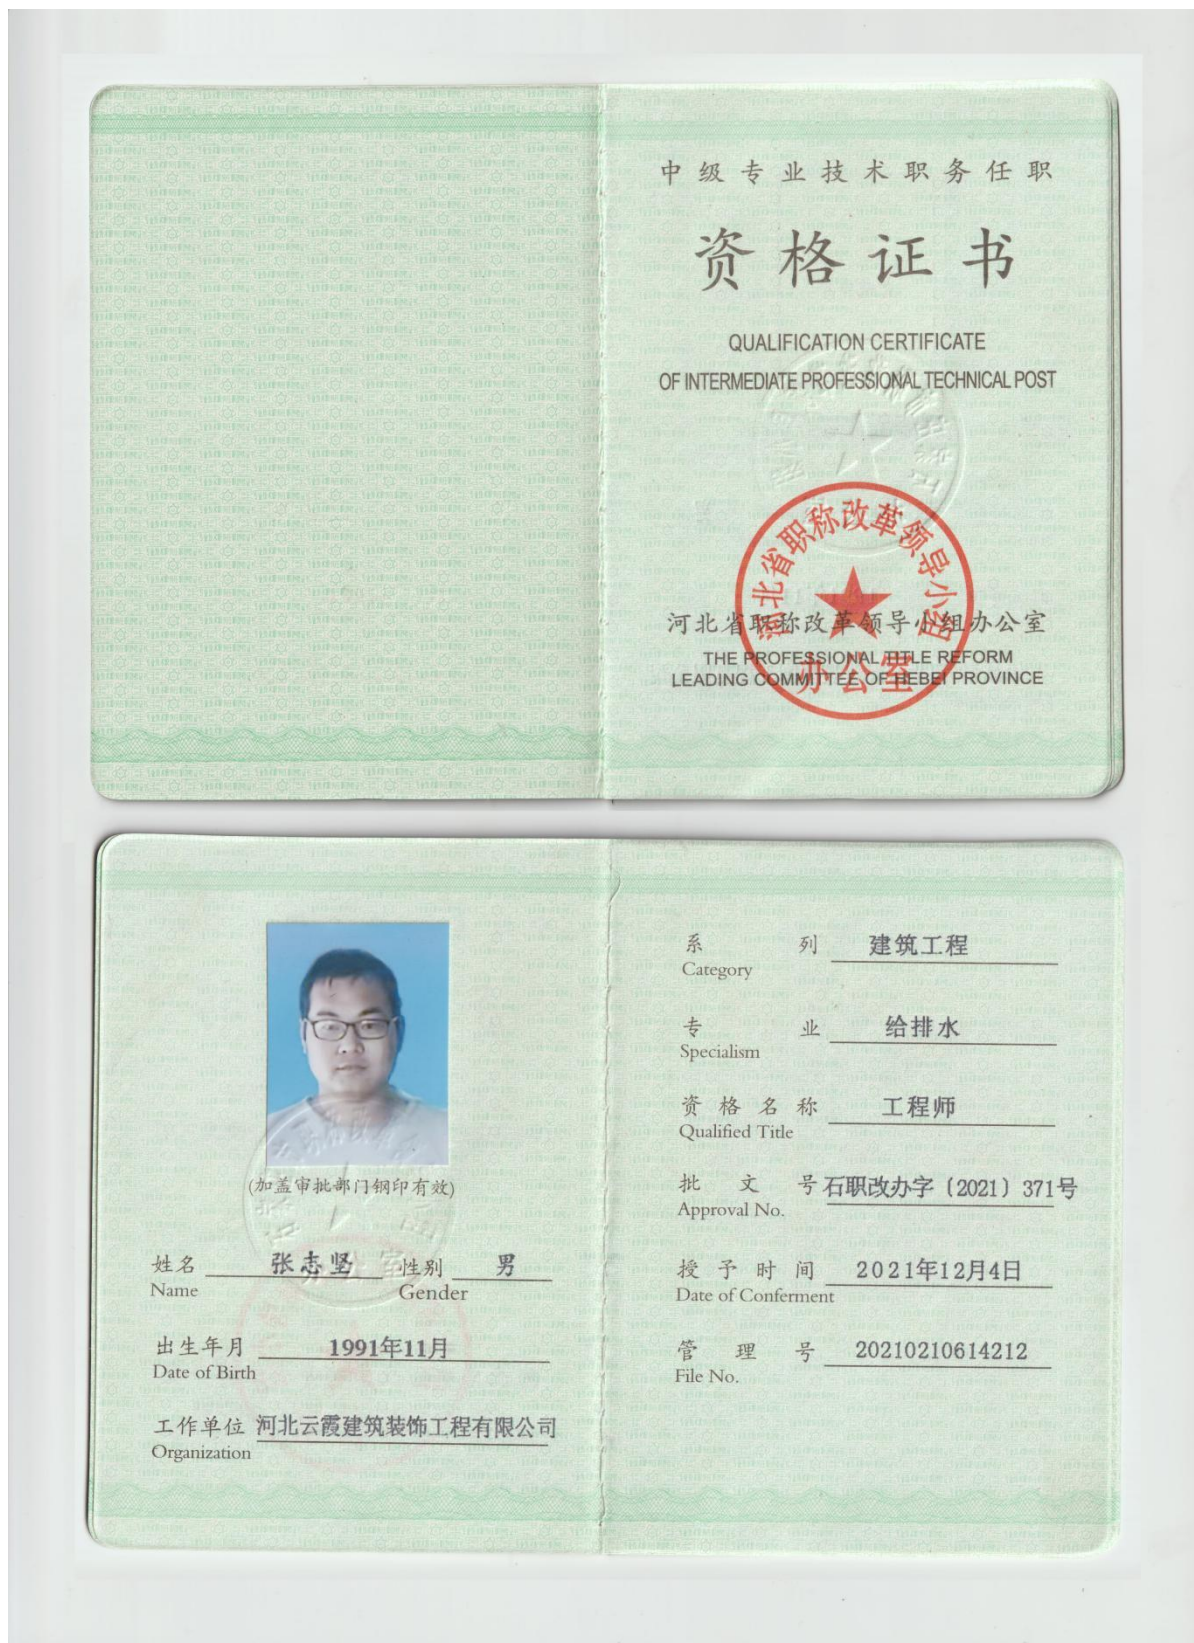 中级专业技术职务任职
资格证书
QUALIFICATION CERTIFICATE
OF INTERMEDIATE PROFESSIONAL TECHNICAL POST
河北省职称改革领导小组
河北省职称改革领导小组办公室
THE PROFESSIONAL TITLE REFORM
LEADING COMMITTEE OF HEBEI PROVINCE
办公室
(加盖审批部门钢印有效)
姓名 张志坚 性别 男
Name Gender
出生年月 1991年11月
Date of Birth
工作单位 河北云霞建筑装饰工程有限公司
Organization
系列 建筑工程
Category
专业 给排水
Specialism
资格名称 工程师
Qualified Title
批文号 石职改办字〔2021〕371号
Approval No.
授予时间 2021年12月4日
Date of Conferment
管理号 20210210614212
File No.